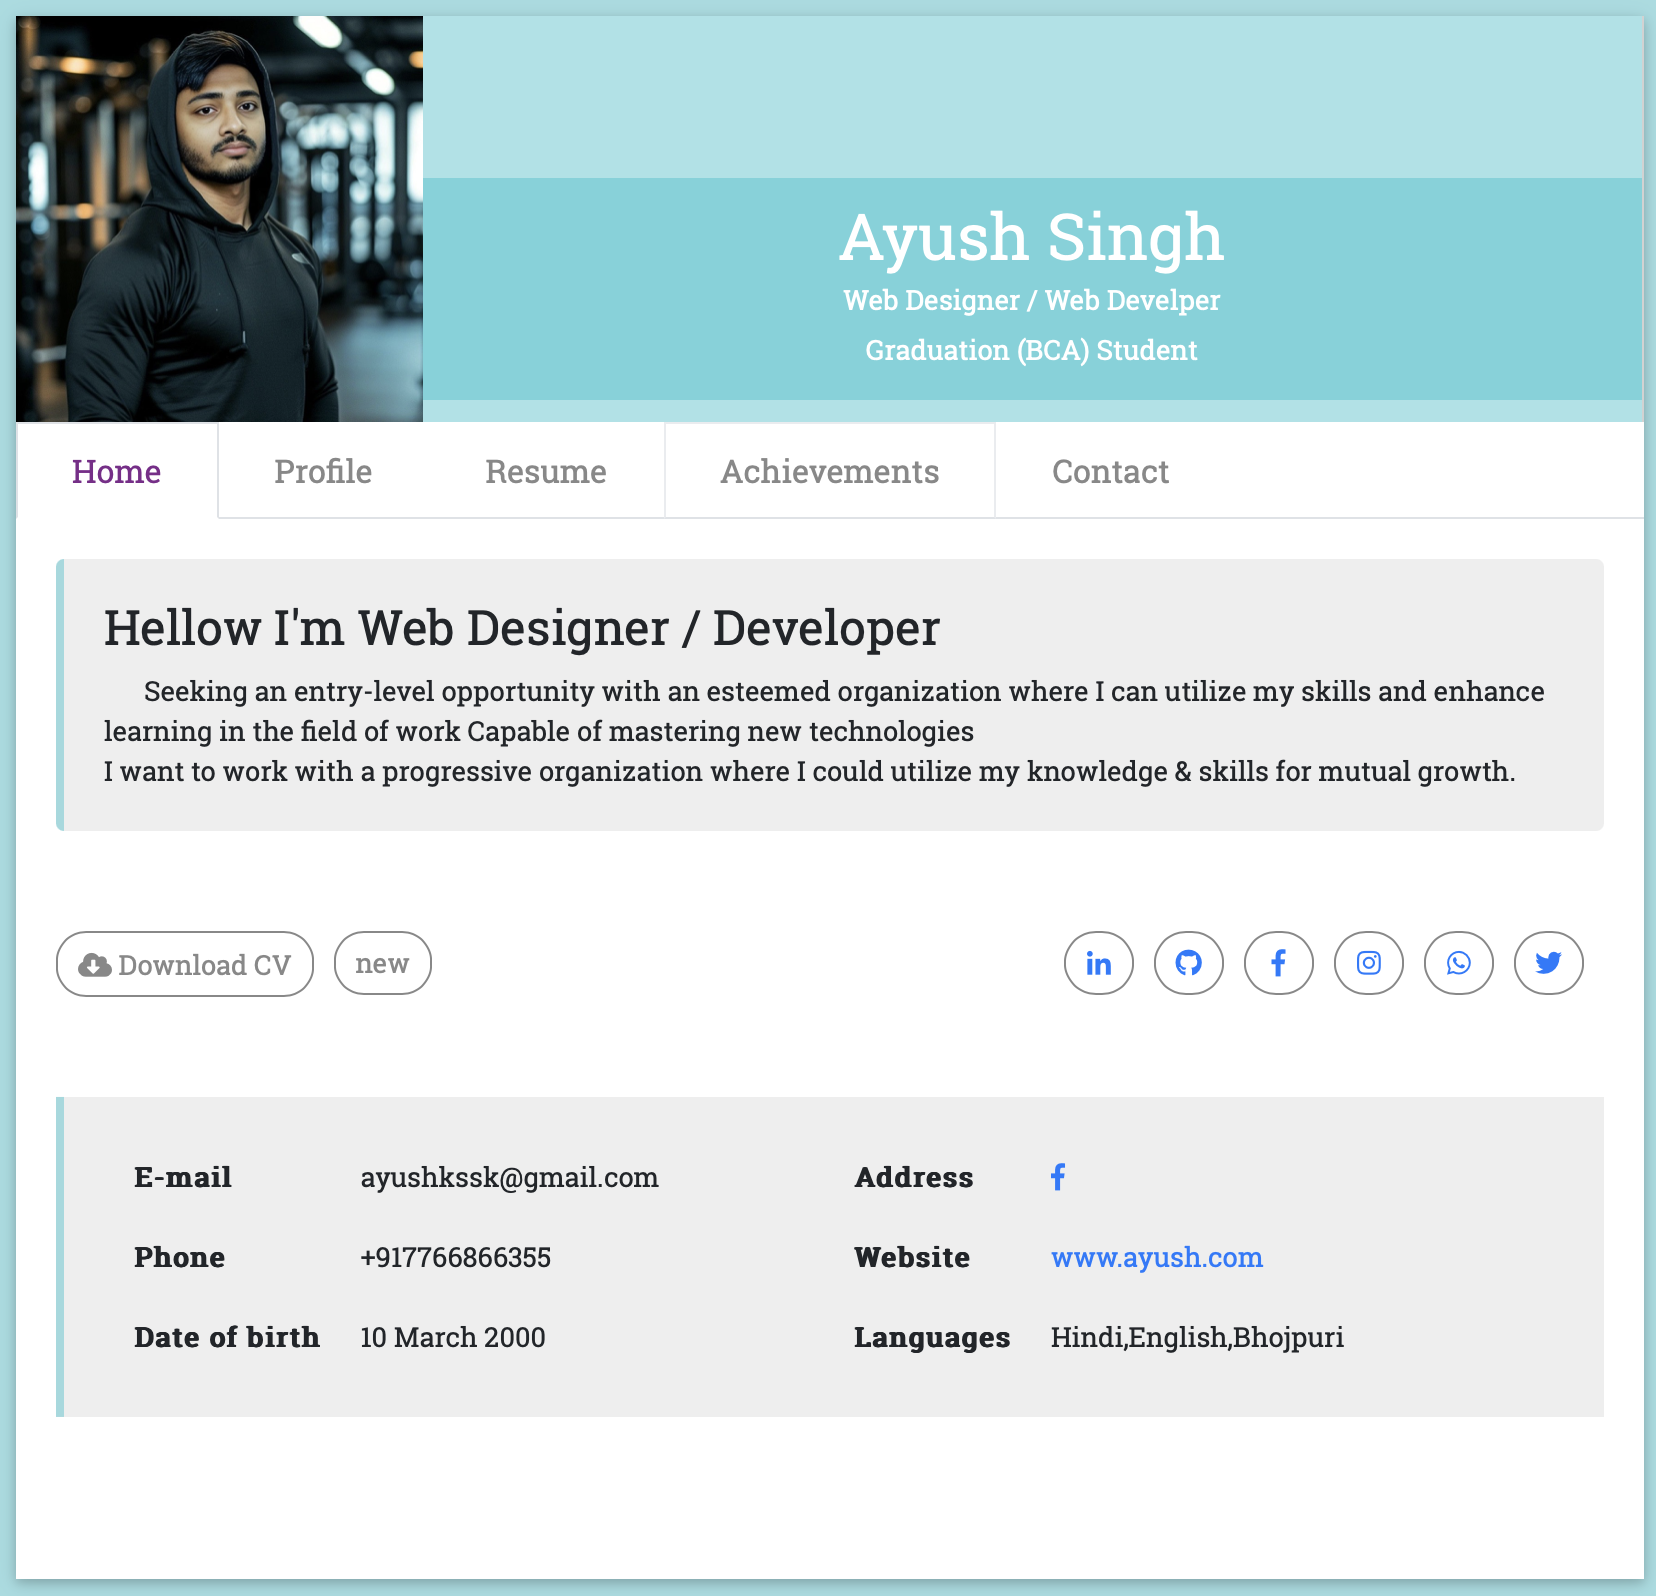 Ayush Singh
Web Designer / Web Develper
Graduation (BCA) Student
Home Profile Resume Achievements Contact
Hellow I'm Web Designer / Developer
Seeking an entry-level opportunity with an esteemed organization where I can utilize my skills and enhance
learning in the field of work Capable of mastering new technologies
I want to work with a progressive organization where I could utilize my knowledge & skills for mutual growth.
Download CV new
E-mail ayushkssk@gmail.com Address
Phone +917766866355 Website www.ayush.com
Date of birth 10 March 2000 Languages Hindi,English,Bhojpuri